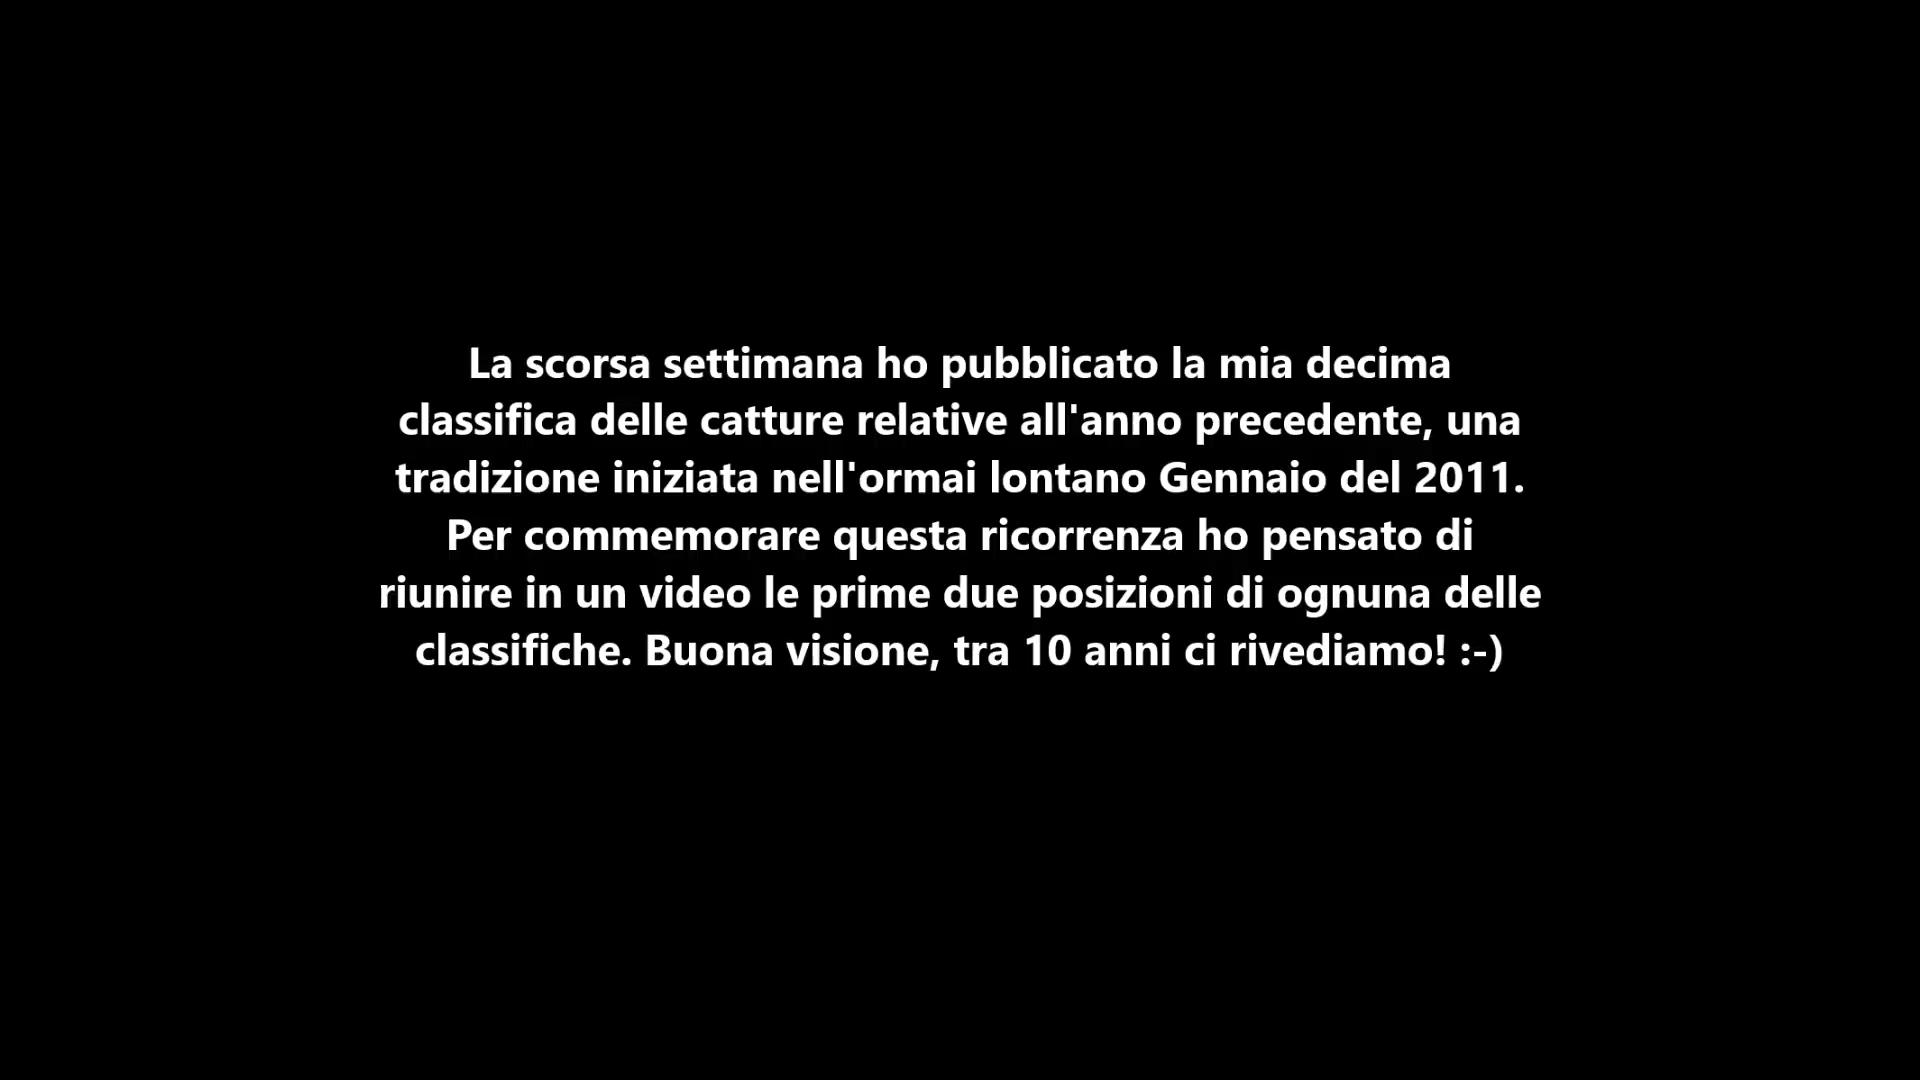 La scorsa settimana ho pubblicato la mia decima
classifica delle catture relative all'anno precedente, una
tradizione iniziata nell'ormai lontano Gennaio del 2011.
Per commemorare questa ricorrenza ho pensato di
riunire in un video le prime due posizioni di ognuna delle
classifiche. Buona visione, tra 10 anni ci rivediamo! :-)